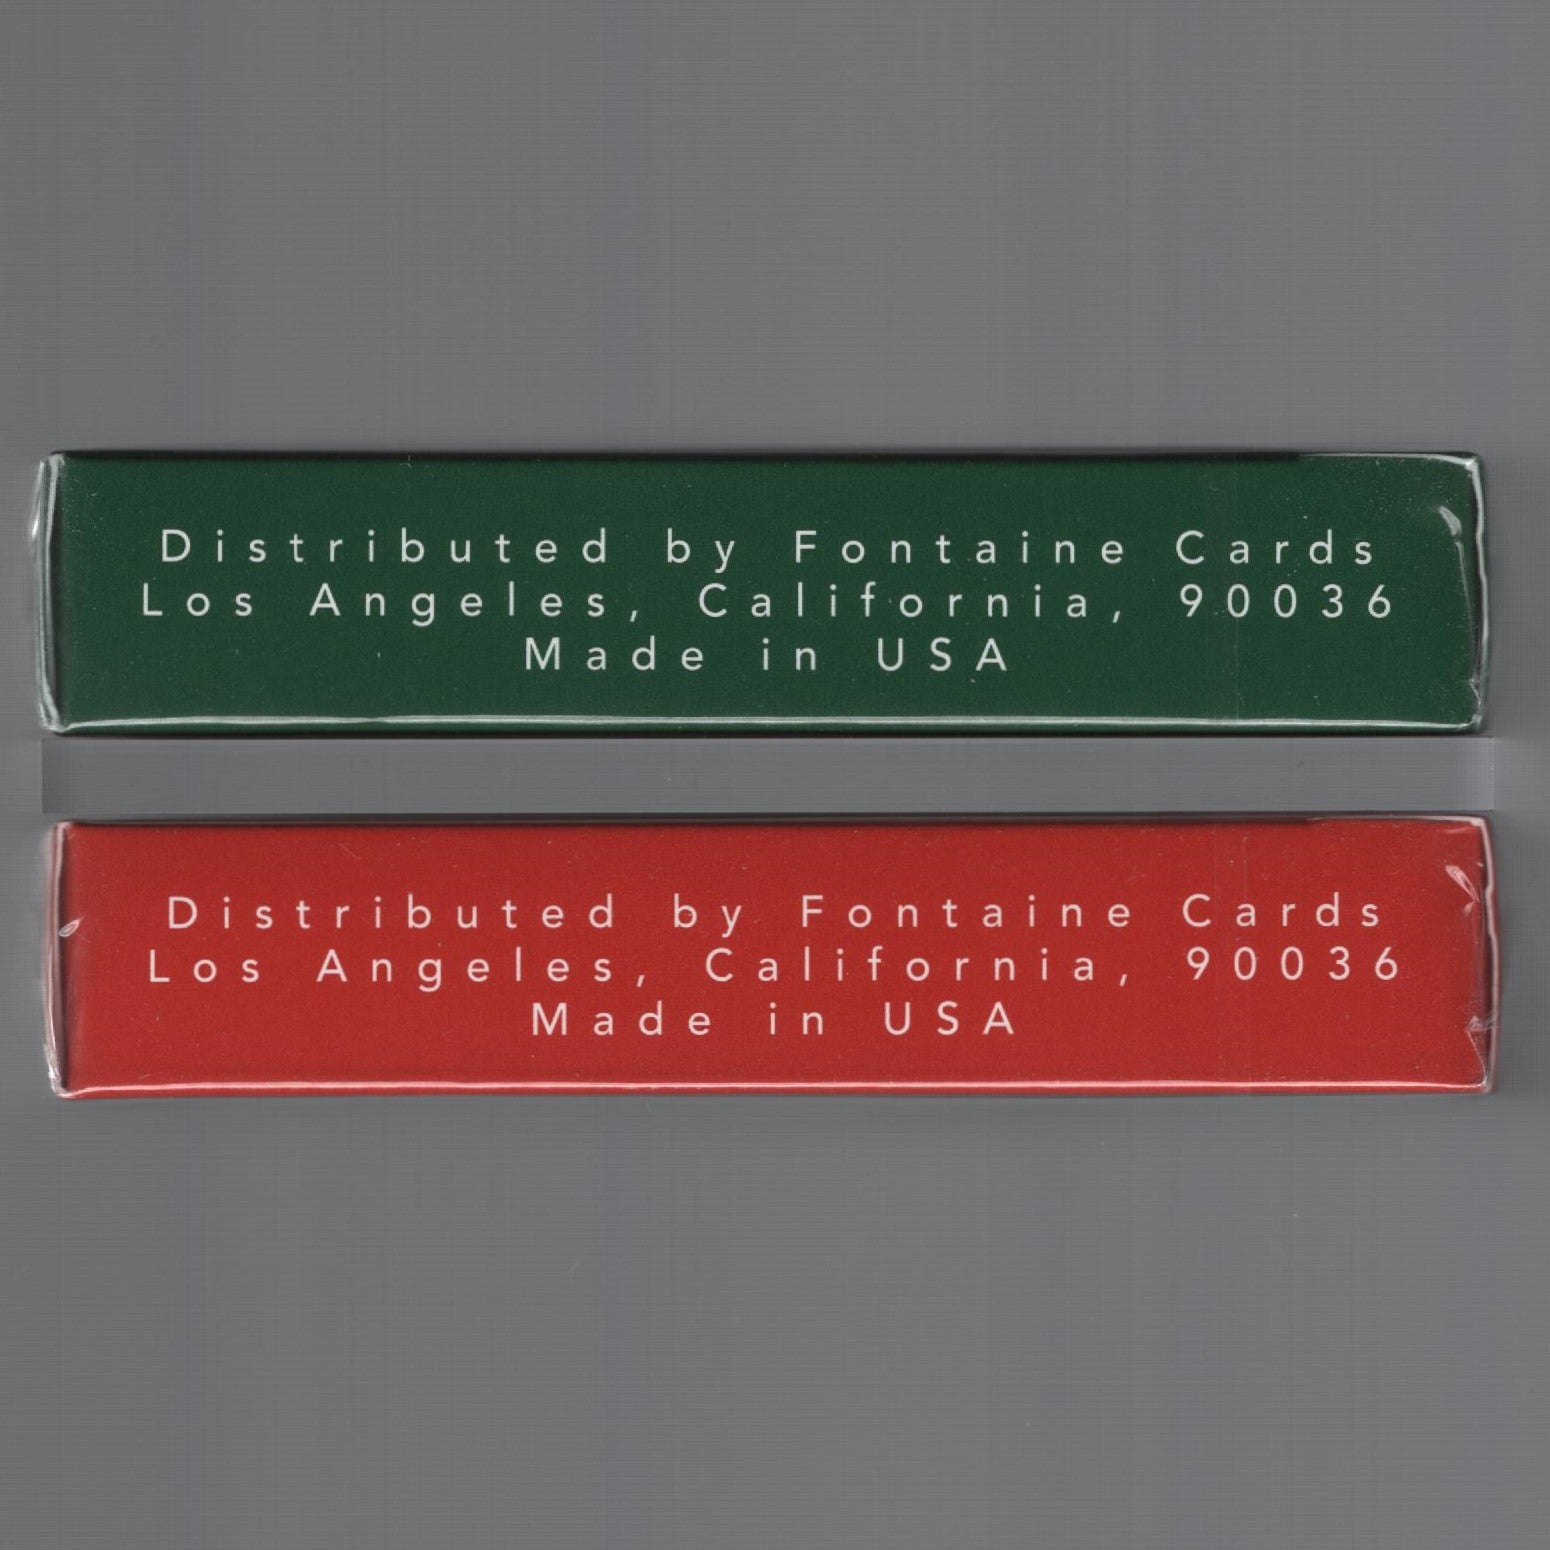 Distributed by Fontaine Cards
Los Angeles, California, 90036
Made in USA
Distributed by Fontaine Cards
Los Angeles, California, 90036
Made in USA